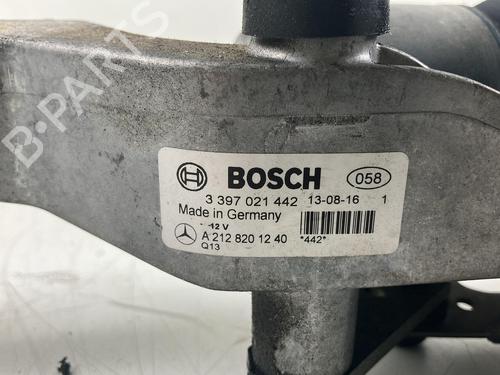 B-PARTS
BOSCH 058
3 397 021 442 13-08-16 1
Made in Germany
12 V
A 212 820 12 40 *442*
Q13